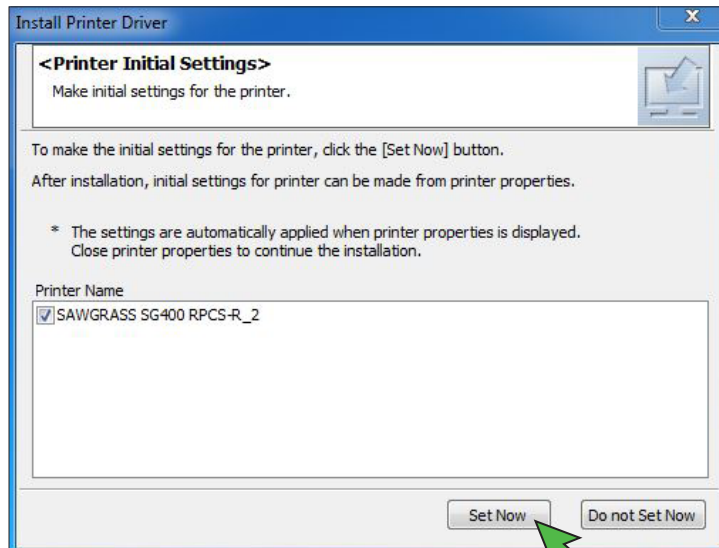 Install Printer Driver
x
<Printer Initial Settings>
Make initial settings for the printer.
To make the initial settings for the printer, click the [Set Now] button.
After installation, initial settings for printer can be made from printer properties.
* The settings are automatically applied when printer properties is displayed.
Close printer properties to continue the installation.
Printer Name
SAWGRASS SG400 RPCS-R_2
Set Now Do not Set Now